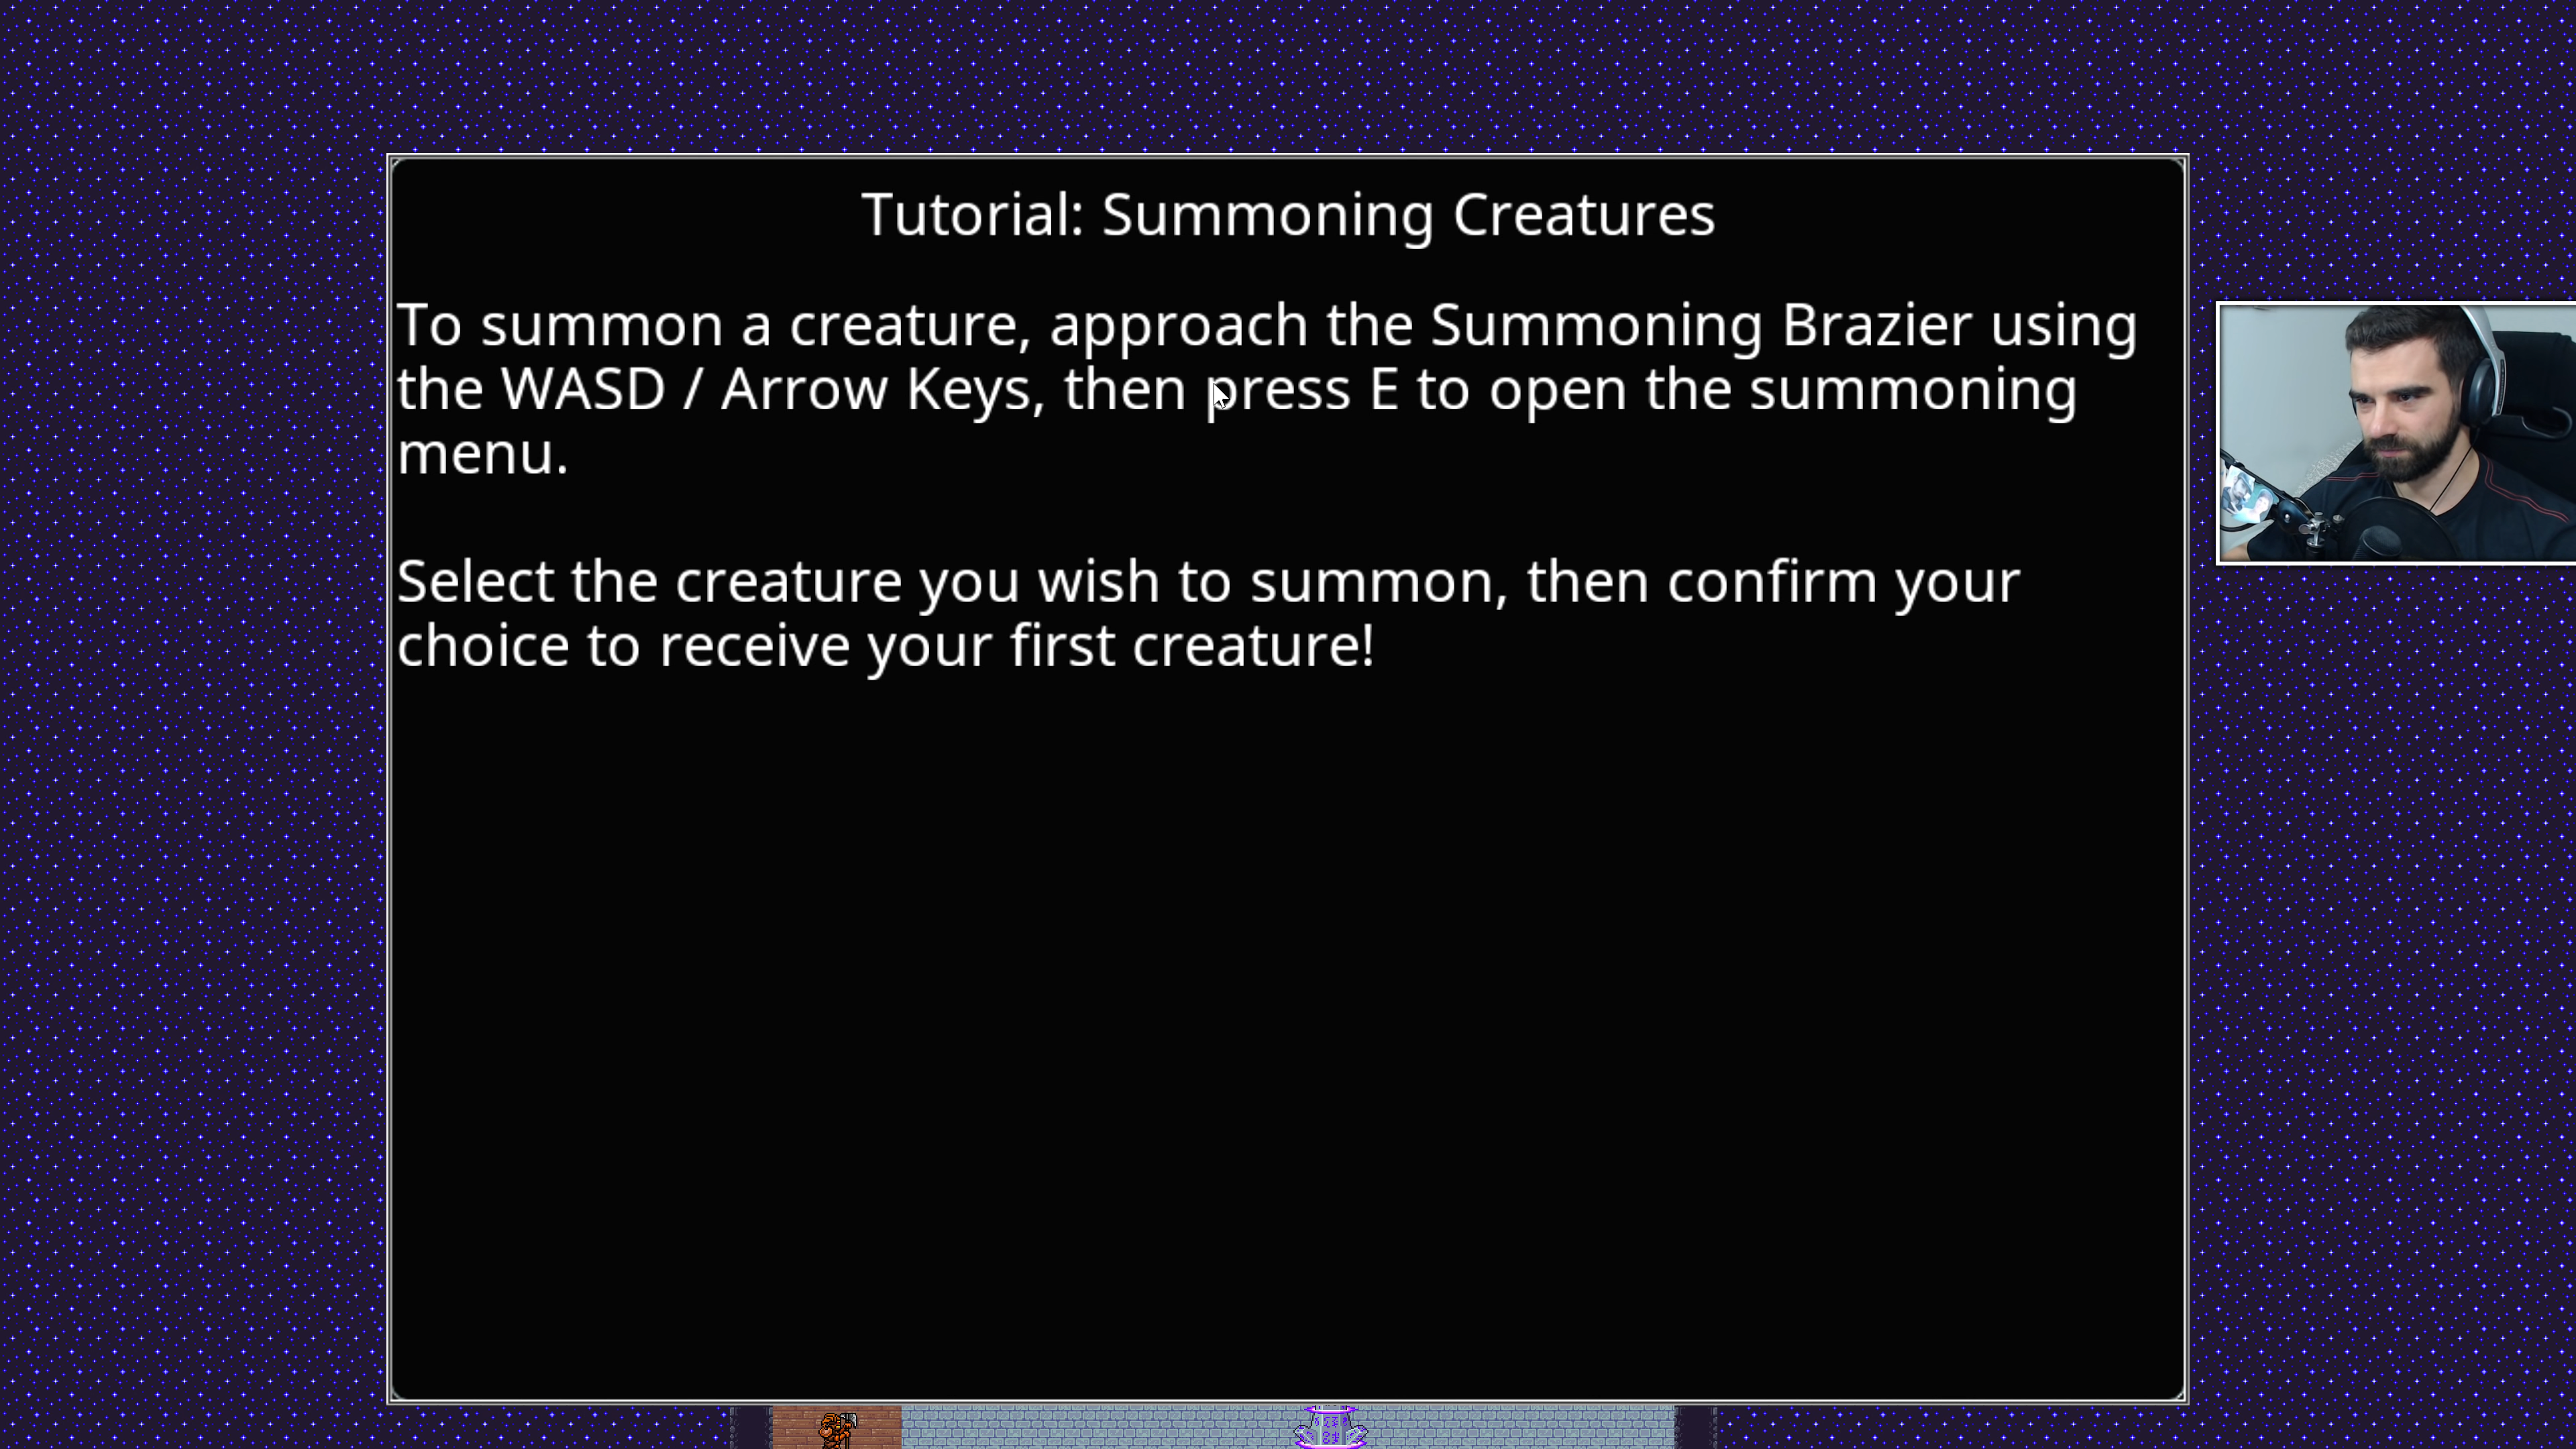 Tutorial: Summoning Creatures
To summon a creature, approach the Summoning Brazier using
the WASD / Arrow Keys, then press E to open the summoning
menu.
Select the creature you wish to summon, then confirm your
choice to receive your first creature!